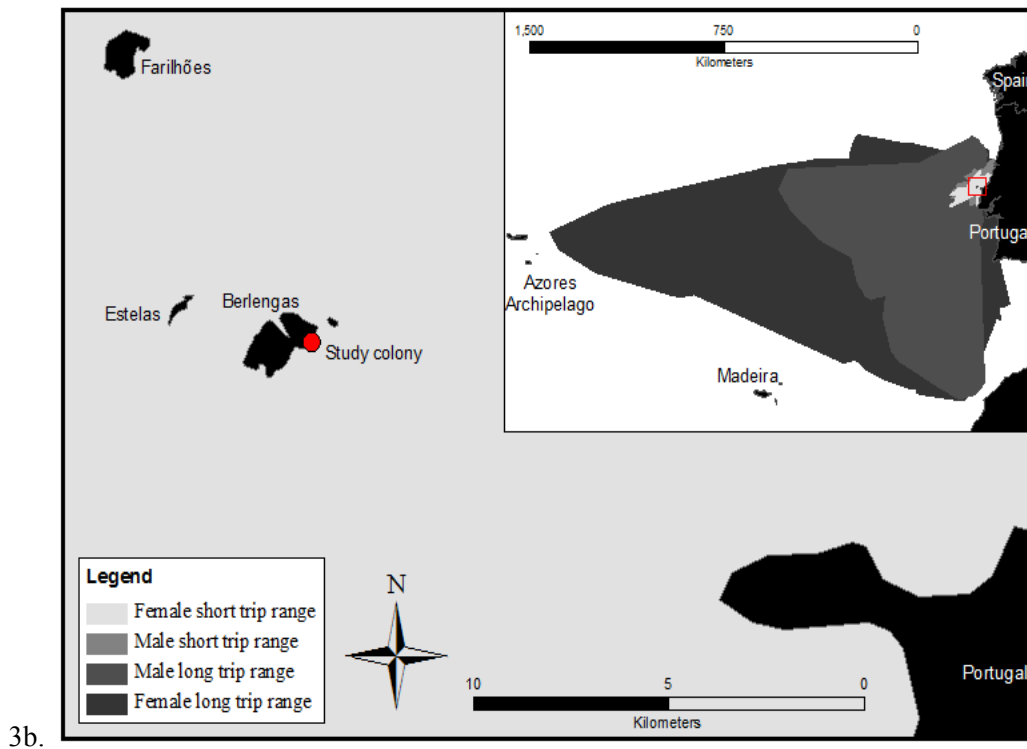 Farilhões
Estelas
Berlengas
Study colony
1,500 750 0
Kilometers
Spain
Portuga
Azores
Archipelago
Madeira
Legend
Female short trip range
Male short trip range
Male long trip range
Female long trip range
N
10 5 0
Kilometers
Portugal
3b.